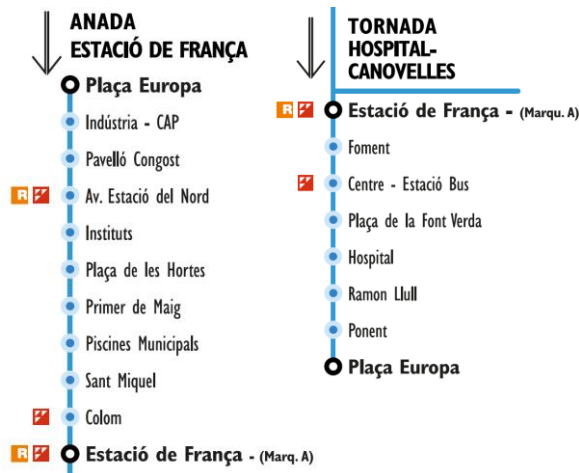 ANADA
ESTACIÓ DE FRANÇA
Plaça Europa
Indústria - CAP
Pavelló Congost
R Av. Estació del Nord
Instituts
Plaça de les Hortes
Primer de Maig
Piscines Municipals
Sant Miquel
Colom
R Estació de França - (Marq. A)
TORNADA
HOSPITAL-
CANOVELLES
R Estació de França - (Marqu. A)
Foment
Centre - Estació Bus
Plaça de la Font Verda
Hospital
Ramon Llull
Ponent
Plaça Europa